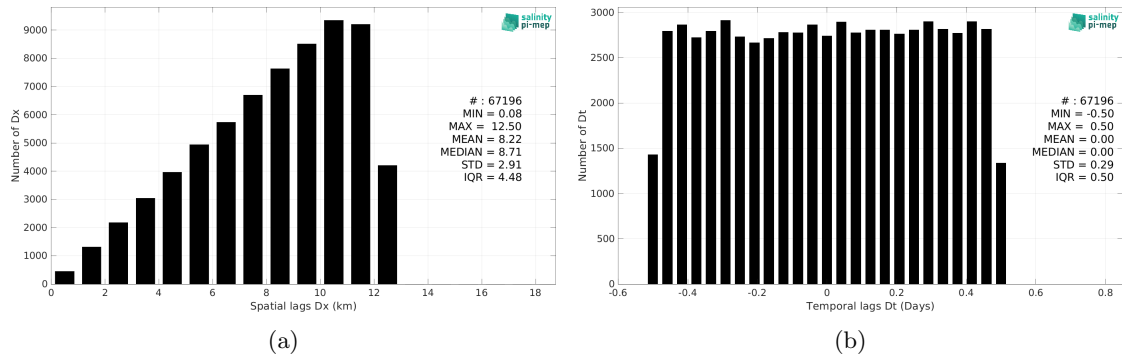 9000
8000
7000
6000
5000
4000
3000
2000
1000
0
Number of Dx
salinity
pi-mep
# : 67196
MIN = 0.08
MAX = 12.50
MEAN = 8.22
MEDIAN = 8.71
STD = 2.91
IQR = 4.48
0 2 4 6 8 10 12 14 16 18
Spatial lags Dx (km)
(a)
3000
2500
2000
1500
1000
500
0
Number of Dt
salinity
pi-mep
# : 67196
MIN = -0.50
MAX = 0.50
MEAN = 0.00
MEDIAN = 0.00
STD = 0.29
IQR = 0.50
-0.6 -0.4 -0.2 0 0.2 0.4 0.6 0.8
Temporal lags Dt (Days)
(b)